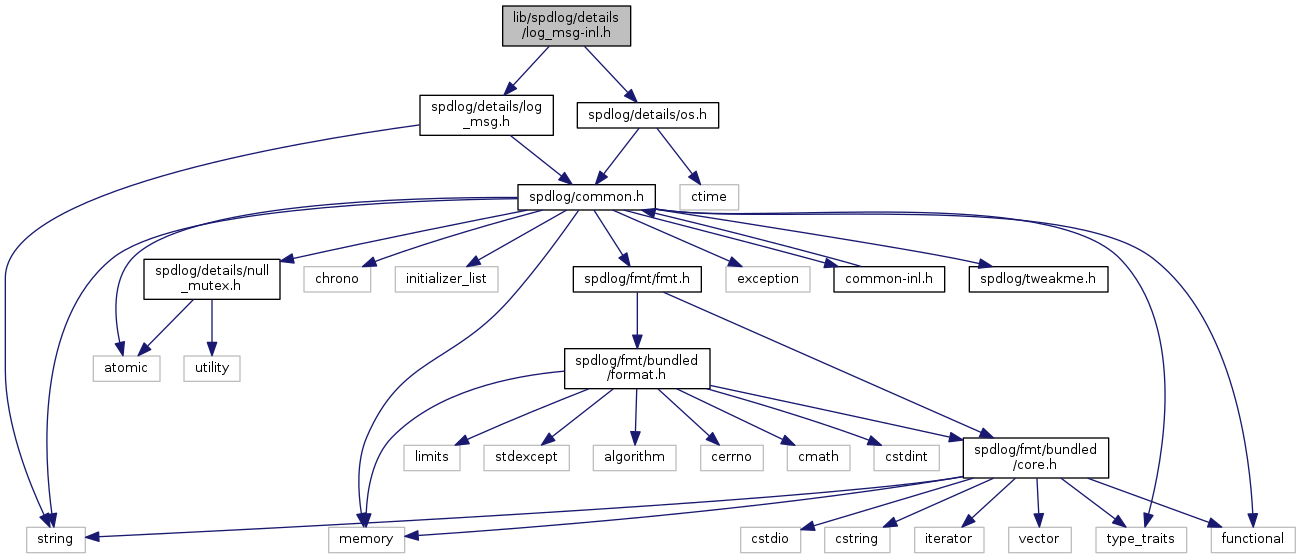 lib/spdlog/details
/log_msg-inl.h
spdlog/details/log
_msg.h
spdlog/details/os.h
spdlog/common.h
ctime
spdlog/details/null
_mutex.h
chrono
initializer_list
spdlog/fmt/fmt.h
exception
common-inl.h
spdlog/tweakme.h
atomic
utility
spdlog/fmt/bundled
/format.h
limits
stdexcept
algorithm
cerrno
cmath
cstdint
spdlog/fmt/bundled
/core.h
string
memory
cstdio
cstring
iterator
vector
type_traits
functional